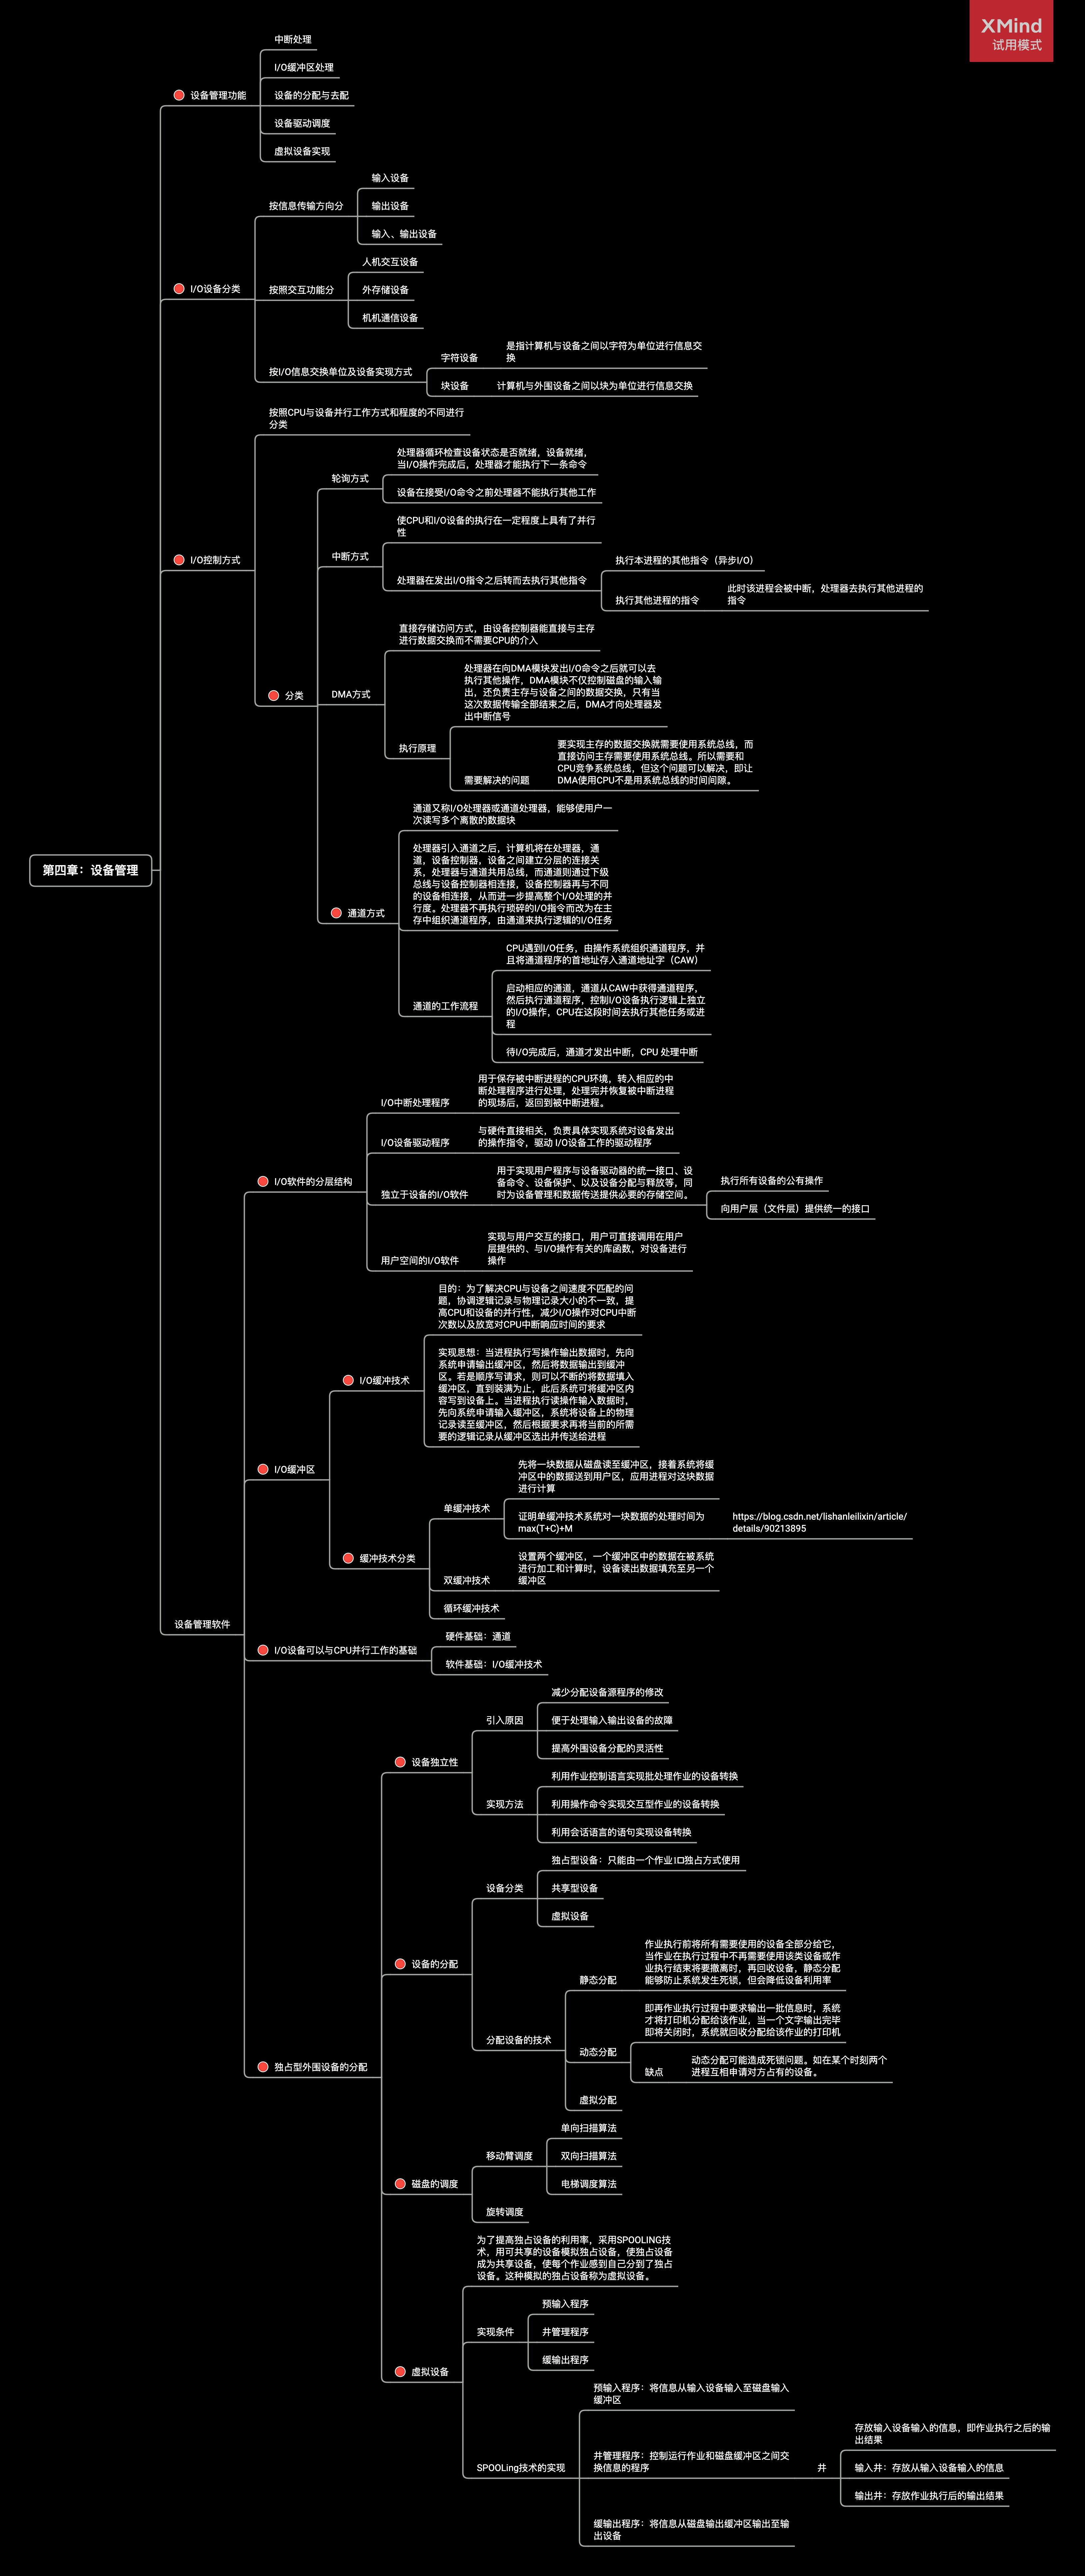 XMind
试用模式
第四章：设备管理
设备管理功能
中断处理
I/O缓冲区处理
设备的分配与去配
设备驱动调度
虚拟设备实现
I/O设备分类
按信息传输方向分
输入设备
输出设备
输入、输出设备
按照交互功能分
人机交互设备
外存储设备
机机通信设备
按I/O信息交换单位及设备实现方式
字符设备
是指计算机与设备之间以字符为单位进行信息交
换
块设备
计算机与外围设备之间以块为单位进行信息交换
I/O控制方式
按照CPU与设备并行工作方式和程度的不同进行
分类
分类
轮询方式
处理器循环检查设备状态是否就绪，设备就绪，
当I/O操作完成后，处理器才能执行下一条命令
设备在接受I/O命令之前处理器不能执行其他工作
中断方式
使CPU和I/O设备的执行在一定程度上具有了并行
性
处理器在发出I/O指令之后转而去执行其他指令
执行本进程的其他指令（异步I/O）
执行其他进程的指令
此时该进程会被中断，处理器去执行其他进程的
指令
DMA方式
直接存储访问方式，由设备控制器能直接与主存
进行数据交换而不需要CPU的介入
执行原理
处理器在向DMA模块发出I/O命令之后就可以去
执行其他操作，DMA模块不仅控制磁盘的输入输
出，还负责主存与设备之间的数据交换，只有当
这次数据传输全部结束之后，DMA才向处理器发
出中断信号
需要解决的问题
要实现主存的数据交换就需要使用系统总线，而
直接访问主存需要使用系统总线。所以需要和
CPU竞争系统总线，但这个问题可以解决，即让
DMA使用CPU不是用系统总线的时间间隙。
通道方式
通道又称I/O处理器或通道处理器，能够使用户一
次读写多个离散的数据块
处理器引入通道之后，计算机将在处理器，通
道，设备控制器，设备之间建立分层的连接关
系，处理器与通道共用总线，而通道则通过下级
总线与设备控制器相连接，设备控制器再与不同
的设备相连接，从而进一步提高整个I/O处理的并
行度。处理器不再执行琐碎的I/O指令而改为在主
存中组织通道程序，由通道来执行逻辑的I/O任务
通道的工作流程
CPU遇到I/O任务，由操作系统组织通道程序，并
且将通道程序的首地址存入通道地址字（CAW）
启动相应的通道，通道从CAW中获得通道程序，
然后执行通道程序，控制I/O设备执行逻辑上独立
的I/O操作，CPU在这段时间去执行其他任务或进
程
待I/O完成后，通道才发出中断，CPU 处理中断
设备管理软件
I/O软件的分层结构
I/O中断处理程序
用于保存被中断进程的CPU环境，转入相应的中
断处理程序进行处理，处理完并恢复被中断进程
的现场后，返回到被中断进程。
I/O设备驱动程序
与硬件直接相关，负责具体实现系统对设备发出
的操作指令，驱动 I/O设备工作的驱动程序
独立于设备的I/O软件
用于实现用户程序与设备驱动器的统一接口、设
备命令、设备保护、以及设备分配与释放等，同
时为设备管理和数据传送提供必要的存储空间。
执行所有设备的公有操作
向用户层（文件层）提供统一的接口
用户空间的I/O软件
实现与用户交互的接口，用户可直接调用在用户
层提供的、与I/O操作有关的库函数，对设备进行
操作
I/O缓冲区
I/O缓冲技术
目的：为了解决CPU与设备之间速度不匹配的问
题，协调逻辑记录与物理记录大小的不一致，提
高CPU和设备的并行性，减少I/O操作对CPU中断
次数以及放宽对CPU中断响应时间的要求
实现思想：当进程执行写操作输出数据时，先向
系统申请输出缓冲区，然后将数据输出到缓冲
区。若是顺序写请求，则可以不断的将数据填入
缓冲区，直到装满为止，此后系统可将缓冲区内
容写到设备上。当进程执行读操作输入数据时，
先向系统申请输入缓冲区，系统将设备上的物理
记录读至缓冲区，然后根据要求再将当前的所需
要的逻辑记录从缓冲区选出并传送给进程
缓冲技术分类
单缓冲技术
先将一块数据从磁盘读至缓冲区，接着系统将缓
冲区中的数据送到用户区，应用进程对这块数据
进行计算
证明单缓冲技术系统对一块数据的处理时间为
max(T+C)+M
https://blog.csdn.net/lishanleilixin/article/
details/90213895
双缓冲技术
设置两个缓冲区，一个缓冲区中的数据在被系统
进行加工和计算时，设备读出数据填充至另一个
缓冲区
循环缓冲技术
I/O设备可以与CPU并行工作的基础
硬件基础：通道
软件基础：I/O缓冲技术
独占型外围设备的分配
设备独立性
引入原因
减少分配设备源程序的修改
便于处理输入输出设备的故障
提高外围设备分配的灵活性
实现方法
利用作业控制语言实现批处理作业的设备转换
利用操作命令实现交互型作业的设备转换
利用会话语言的语句实现设备转换
设备的分配
设备分类
独占型设备：只能由一个作业独占方式使用
共享型设备
虚拟设备
分配设备的技术
静态分配
作业执行前将所有需要使用的设备全部分给它，
当作业在执行过程中不再需要使用该类设备或作
业执行结束将要撤离时，再回收设备，静态分配
能够防止系统发生死锁，但会降低设备利用率
动态分配
即再作业执行过程中要求输出一批信息时，系统
才将打印机分配给该作业，当一个文字输出完毕
即将关闭时，系统就回收分配给该作业的打印机
缺点
动态分配可能造成死锁问题。如在某个时刻两个
进程互相申请对方占有的设备。
虚拟分配
磁盘的调度
移动臂调度
单向扫描算法
双向扫描算法
电梯调度算法
旋转调度
虚拟设备
为了提高独占设备的利用率，采用SPOOLING技
术，用可共享的设备模拟独占设备，使独占设备
成为共享设备，使每个作业感到自己分到了独占
设备。这种模拟的独占设备称为虚拟设备。
实现条件
预输入程序
井管理程序
缓输出程序
SPOOLing技术的实现
预输入程序：将信息从输入设备输入至磁盘输入
缓冲区
井管理程序：控制运行作业和磁盘缓冲区之间交
换信息的程序
井
存放输入设备输入的信息，即作业执行之后的输
出结果
输入井：存放从输入设备输入的信息
输出井：存放作业执行后的输出结果
缓输出程序：将信息从磁盘输出缓冲区输出至输
出设备